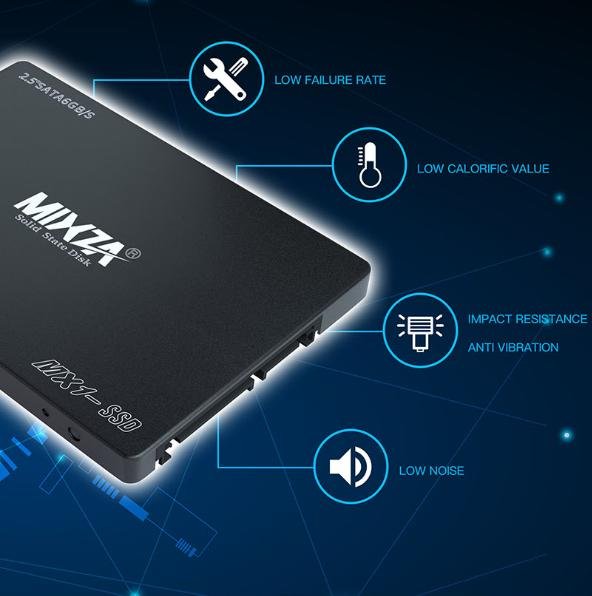 2.5"SATA6GB/S
LOW FAILURE RATE
LOW CALORIFIC VALUE
MIXZA®
Solid State Disk
IMPACT RESISTANCE
ANTI VIBRATION
MX1-SSD
LOW NOISE